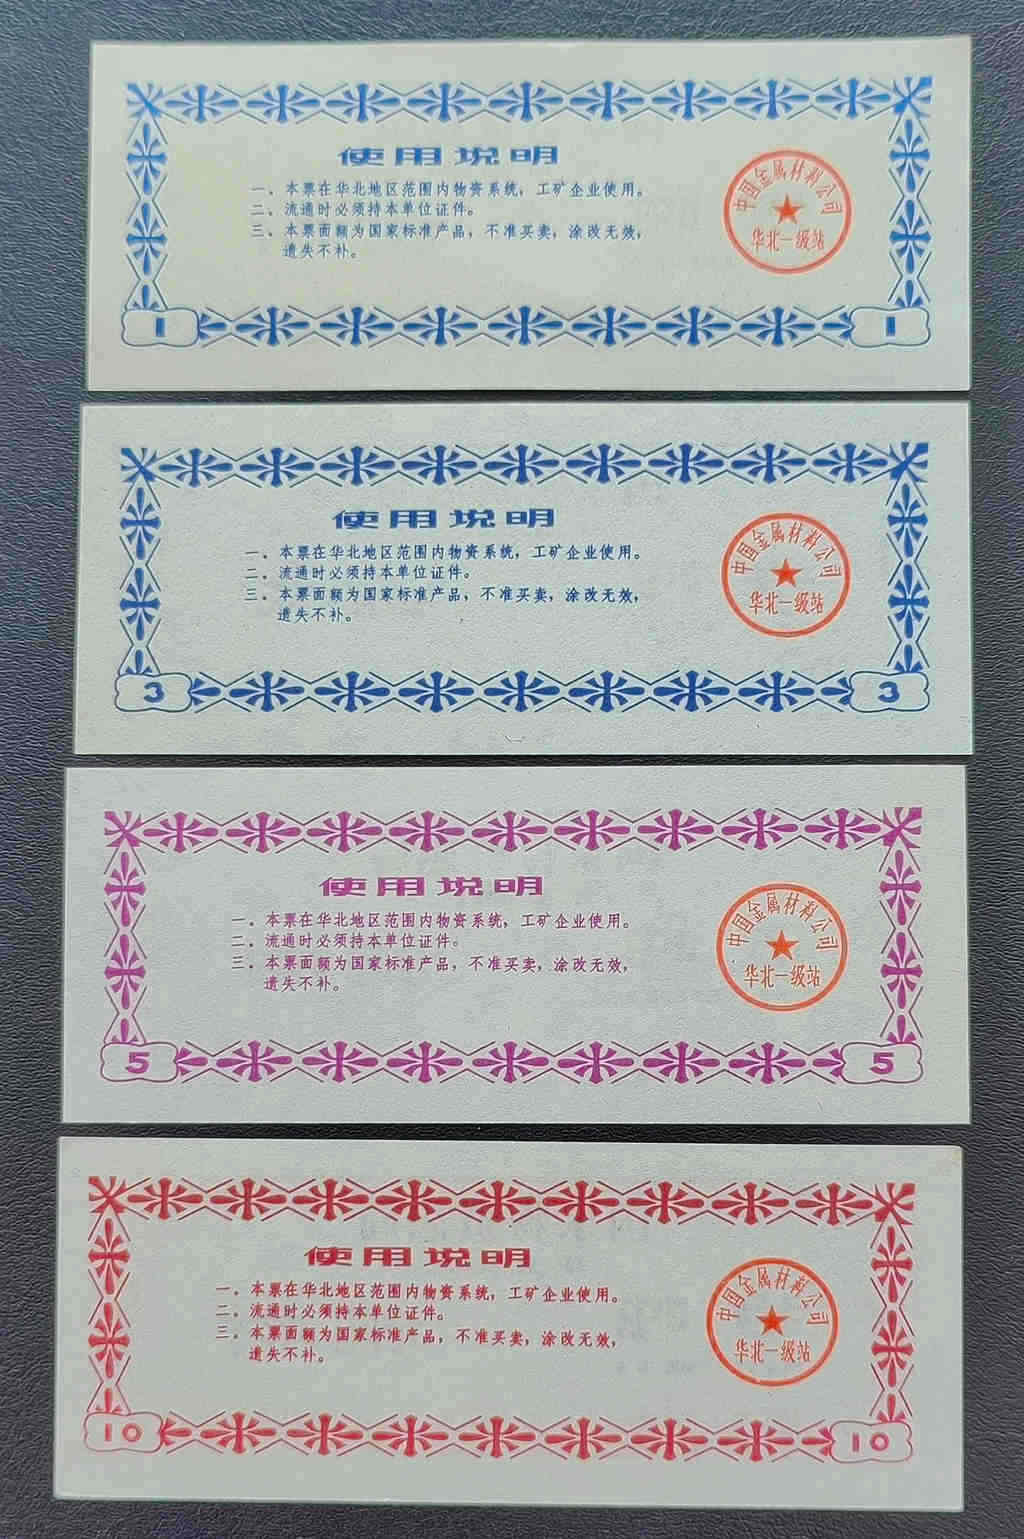 使用说明
一、本票在华北地区范围内物资系统，工矿企业使用。
二、流通时必须持本单位证件。
三、本票面额为国家标准产品，不准买卖，涂改无效，
遗失不补。
中国金属材料公司
华北一级站
1
1
使用说明
一、本票在华北地区范围内物资系统，工矿企业使用。
二、流通时必须持本单位证件。
三、本票面额为国家标准产品，不准买卖，涂改无效，
遗失不补。
中国金属材料公司
华北一级站
3
3
使用说明
一、本票在华北地区范围内物资系统，工矿企业使用。
二、流通时必须持本单位证件。
三、本票面额为国家标准产品，不准买卖，涂改无效，
遗失不补。
中国金属材料公司
华北一级站
5
5
使用说明
一、本票在华北地区范围内物资系统，工矿企业使用。
二、流通时必须持本单位证件。
三、本票面额为国家标准产品，不准买卖，涂改无效，
遗失不补。
中国金属材料公司
华北一级站
10
10